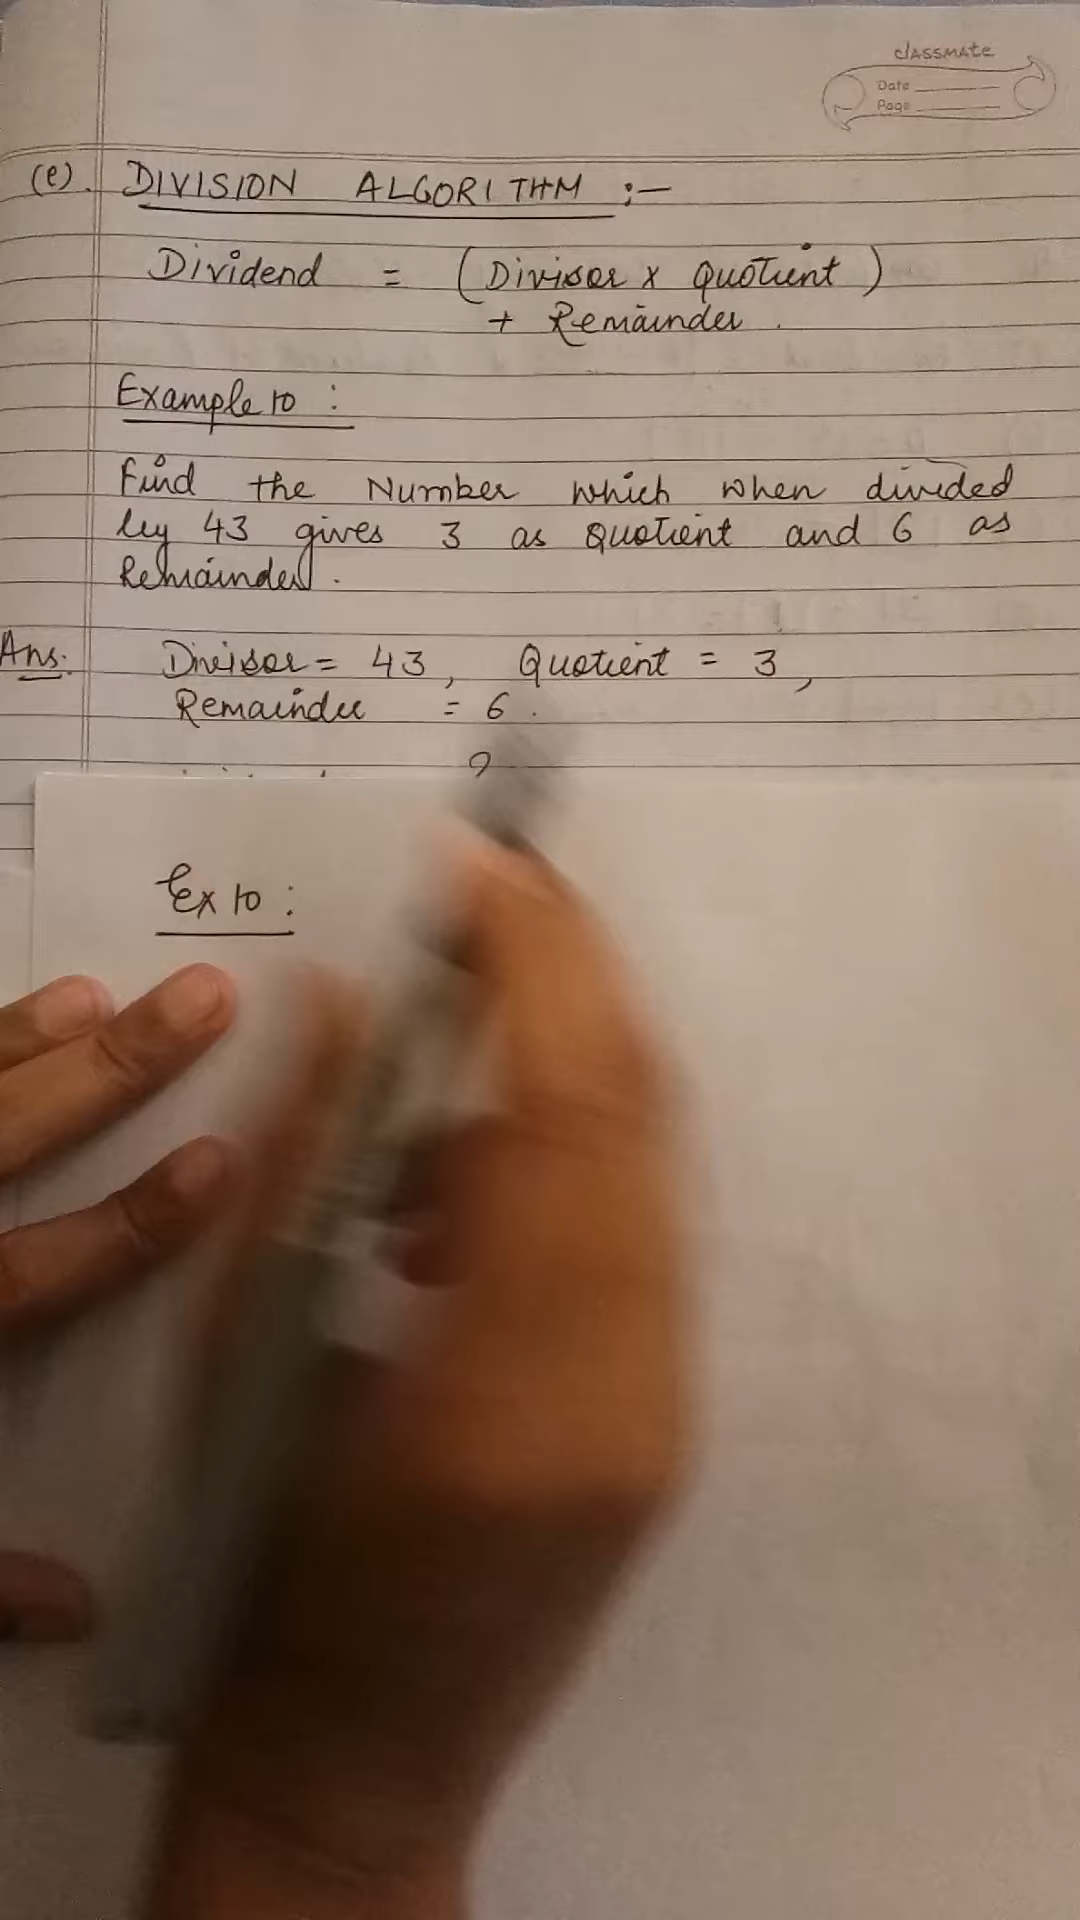 classmate
Date
Page
(e). DIVISION ALGORITHM :-
Dividend = (Divisor x Quotient)
+ Remainder.
Example 10 :
Find the Number which when divided
by 43 gives 3 as Quotient and 6 as
Remainder.
Ans. Divisor = 43, Quotient = 3,
Remainder = 6.
?
Ex 10 :